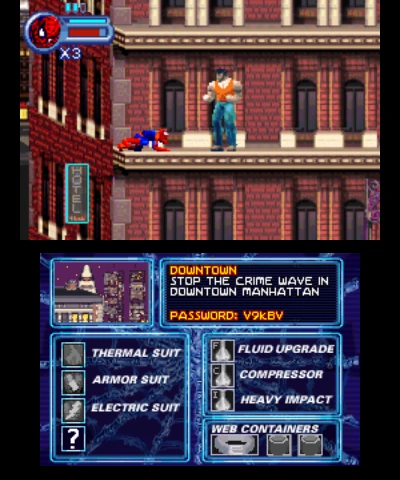 X3
HOTEL
DOWNTOWN
STOP THE CRIME WAVE IN
DOWNTOWN MANHATTAN
PASSWORD: V9KBV
THERMAL SUIT
ARMOR SUIT
ELECTRIC SUIT
?
F FLUID UPGRADE
C COMPRESSOR
I HEAVY IMPACT
WEB CONTAINERS